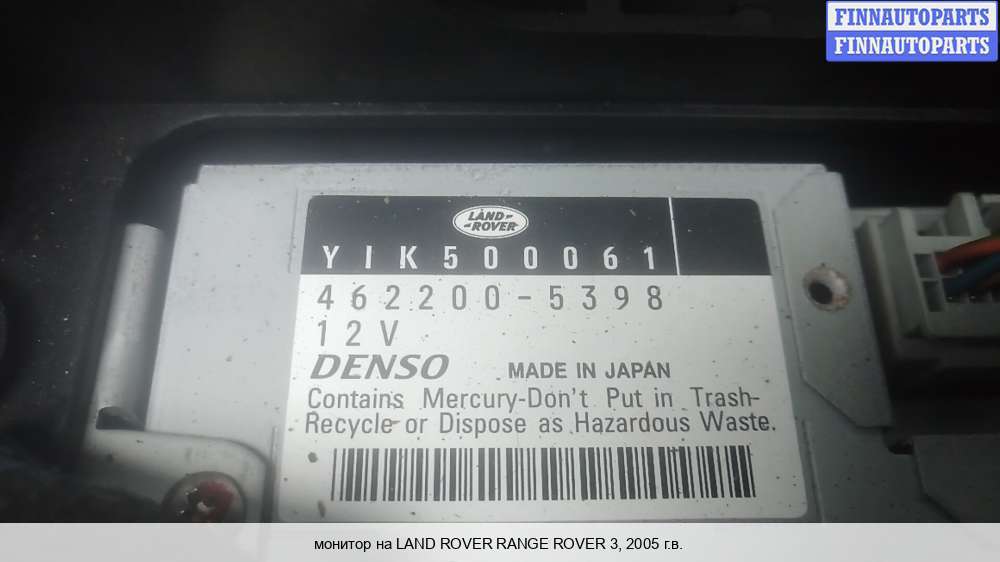 FINNAUTOPARTS
FINNAUTOPARTS
LAND-
-ROVER
YIK500061
462200-5398
12V
DENSO MADE IN JAPAN
Contains Mercury-Don't Put in Trash-
Recycle or Dispose as Hazardous Waste.
монитор на LAND ROVER RANGE ROVER 3, 2005 г.в.